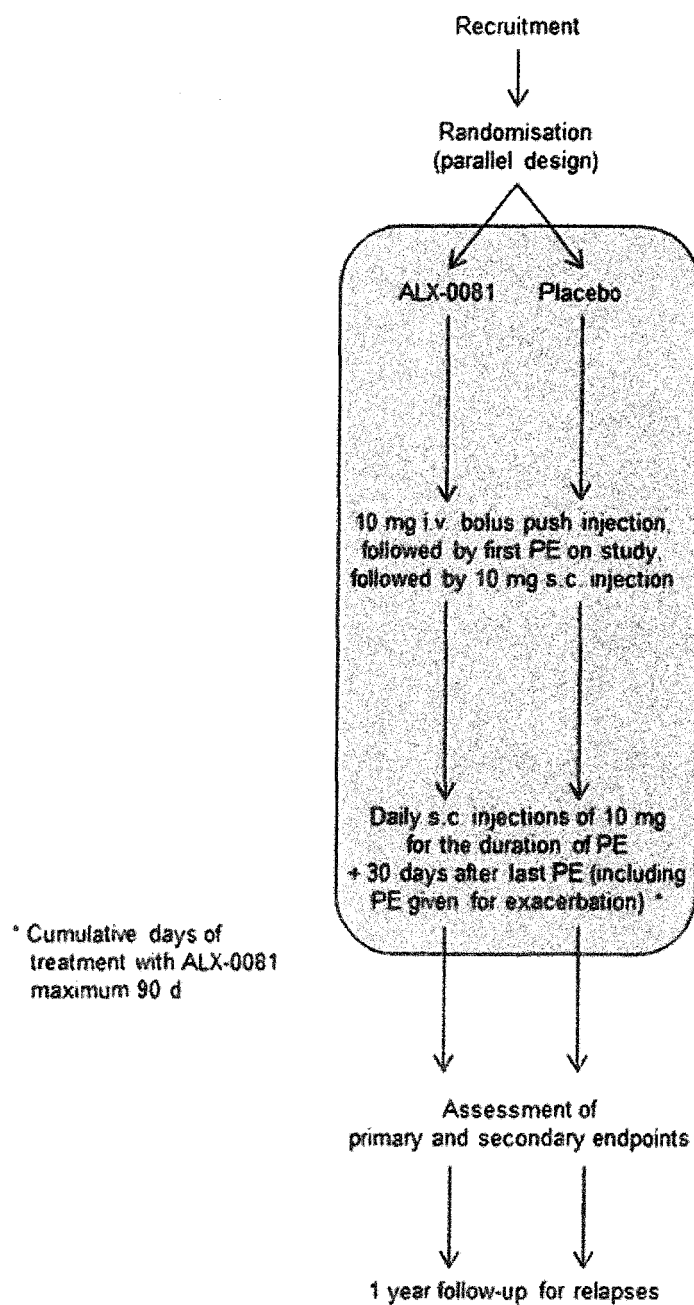 Recruitment
Randomisation
(parallel design)
ALX-0081 Placebo
10 mg i.v. bolus push injection,
followed by first PE on study,
followed by 10 mg s.c. injection
Daily s.c. injections of 10 mg
for the duration of PE
+ 30 days after last PE (including
PE given for exacerbation) *
* Cumulative days of
treatment with ALX-0081
maximum 90 d
Assessment of
primary and secondary endpoints
1 year follow-up for relapses